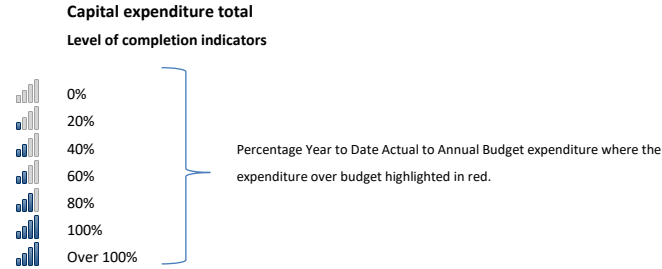 Capital expenditure total
Level of completion indicators
0%
20%
40%
60%
80%
100%
Over 100%
Percentage Year to Date Actual to Annual Budget expenditure where the
expenditure over budget highlighted in red.